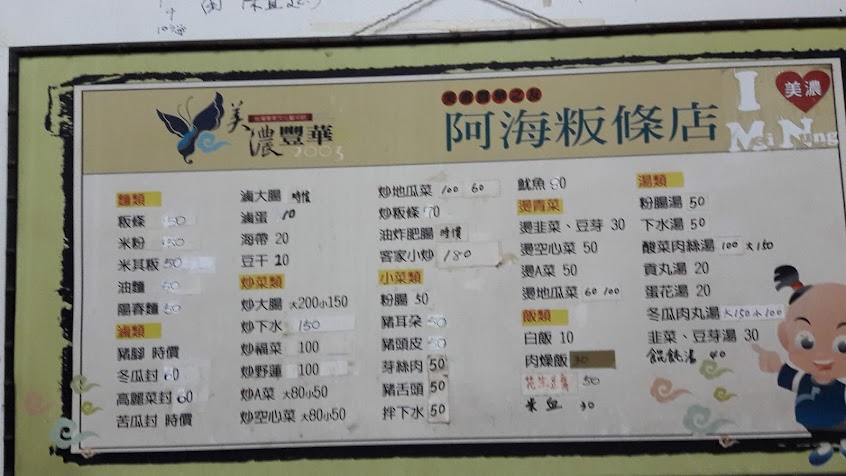 美濃
豐華
2003
阿海粄條店
I 美濃
Mei Nung
麵類
粄條 50
米粉 50
米其粄 50
油麵 50
陽春麵 50
滷類
豬腳 時價
冬瓜封 60
高麗菜封 60
苦瓜封 時價
滷大腸 時價
滷蛋 10
海帶 20
豆干 10
炒菜類
炒大腸 大200小150
炒下水 150
炒福菜 100
炒野蓮 100
炒A菜 大80小50
炒空心菜 大80小50
炒地瓜菜 100 60
炒粄條 70
油炸肥腸 時價
客家小炒 180
小菜類
粉腸 50
豬耳朵 50
豬頭皮 50
芽絲肉 50
豬舌頭 50
拌下水 50
魷魚 80
燙青菜
燙韭菜、豆芽 30
燙空心菜 50
燙A菜 50
燙地瓜菜 60 100
飯類
白飯 10
肉燥飯 30
50
米血 30
湯類
粉腸湯 50
下水湯 50
酸菜肉絲湯 100 大150
貢丸湯 20
蛋花湯 20
冬瓜肉丸湯 大150小100
韭菜、豆芽湯 30
餛飩湯 40